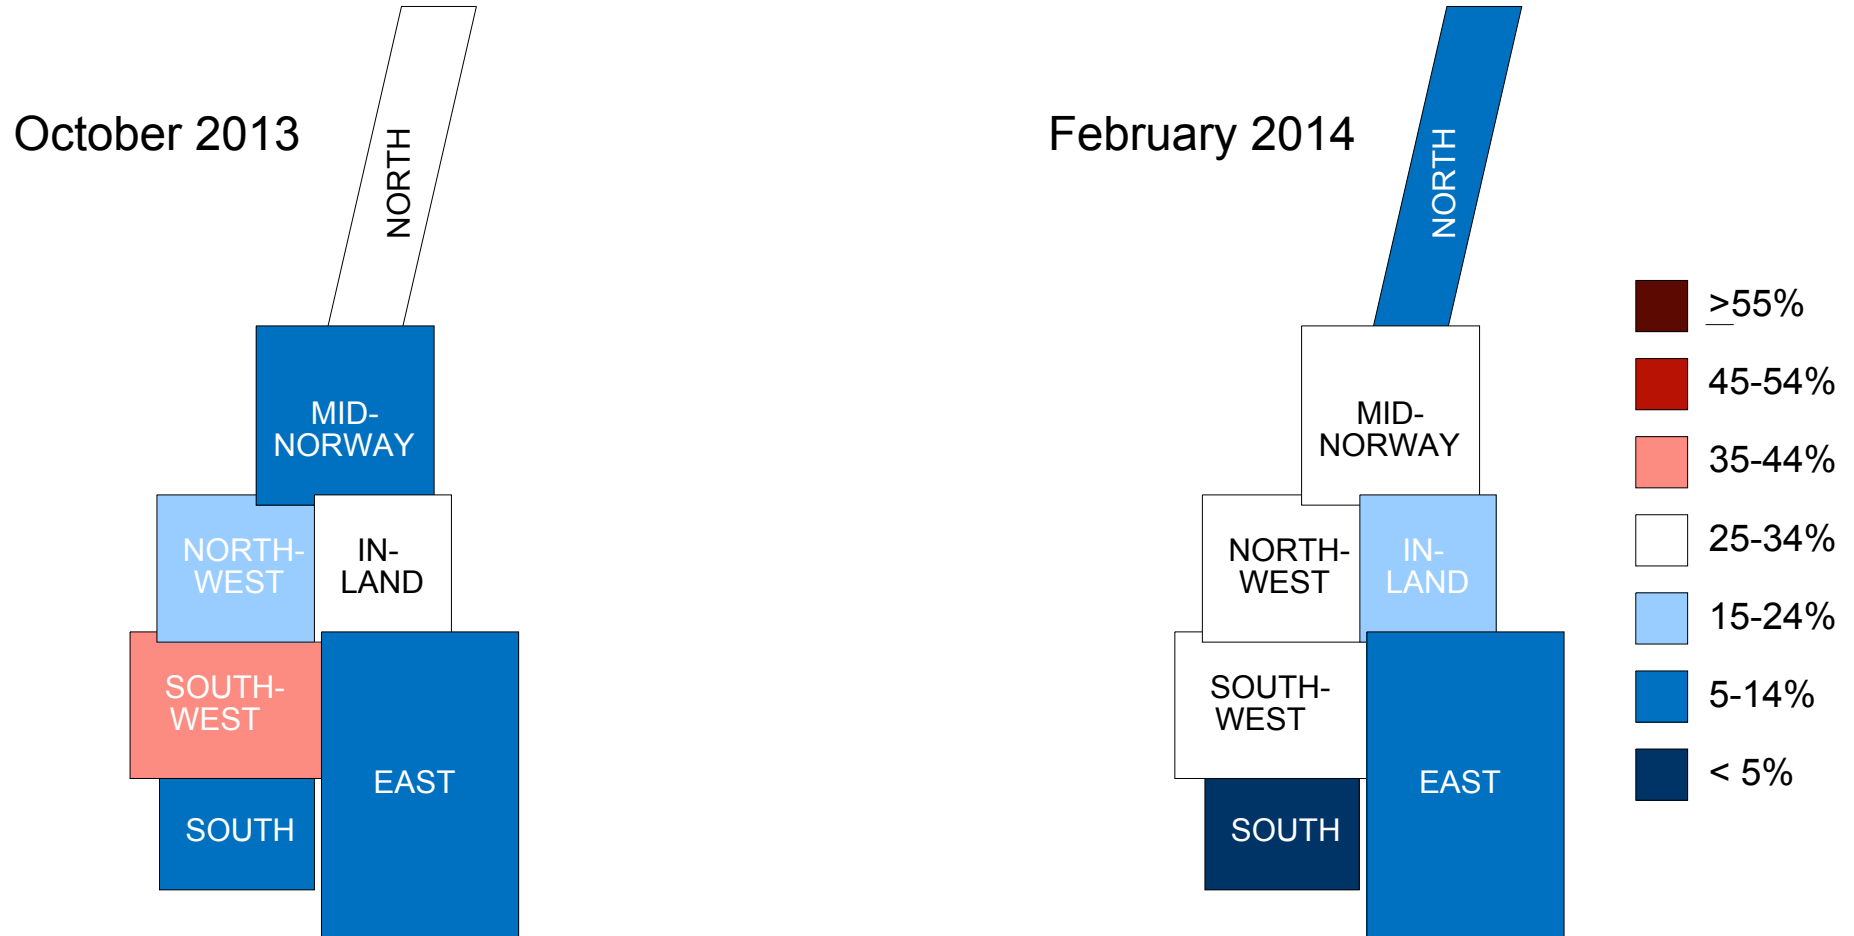 October 2013
NORTH
MID-
NORWAY
NORTH-
WEST
IN-
LAND
SOUTH-
WEST
EAST
SOUTH
February 2014
NORTH
MID-
NORWAY
NORTH-
WEST
IN-
LAND
SOUTH-
WEST
EAST
SOUTH
>55%
45-54%
35-44%
25-34%
15-24%
5-14%
< 5%